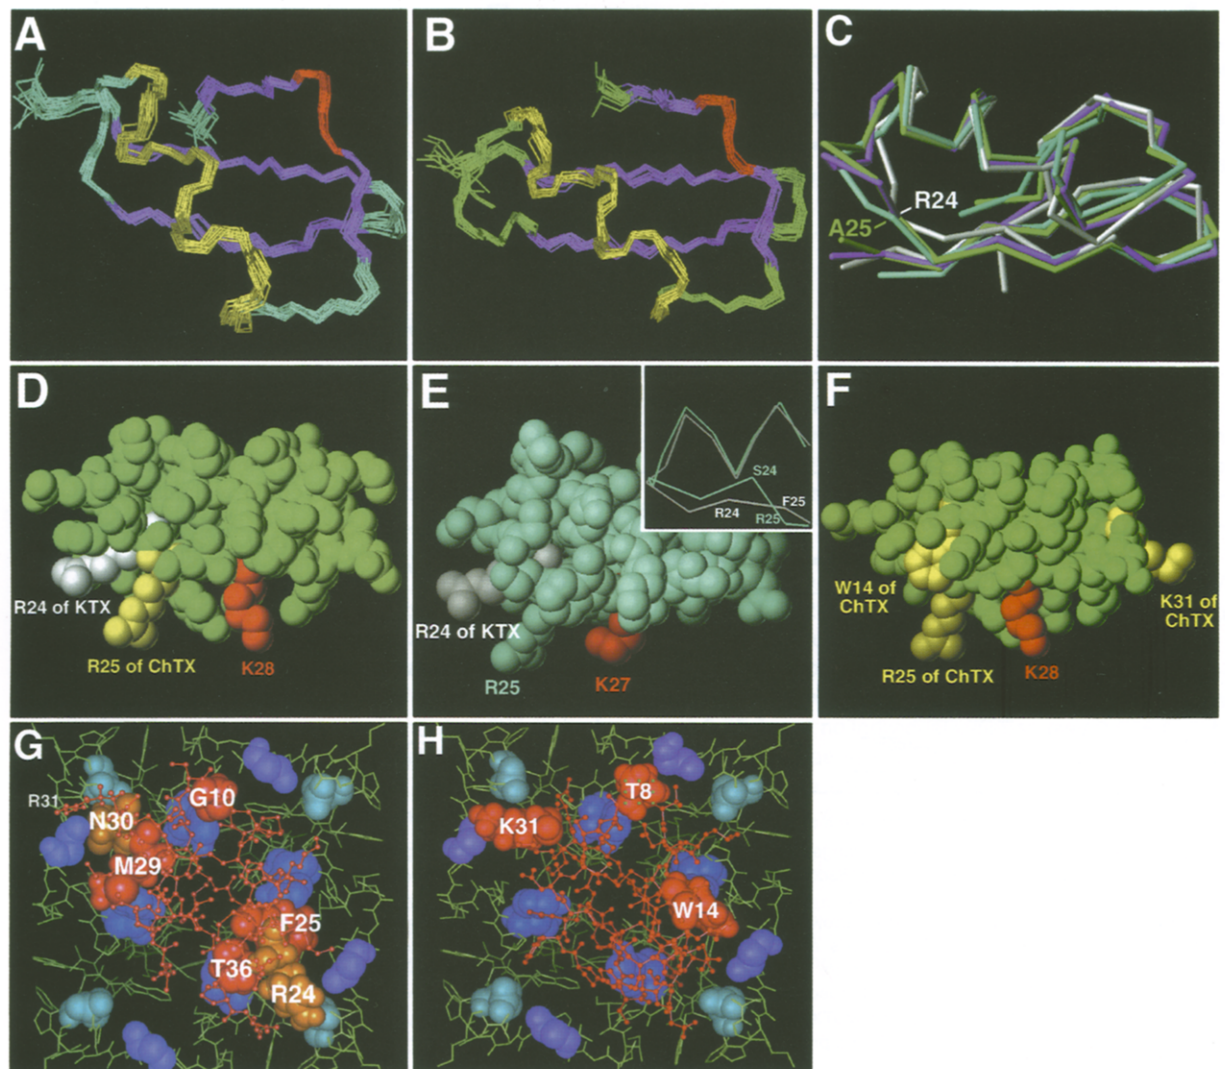 A
B
C
R24
A25
D
R24 of KTX
R25 of ChTX
K28
E
S24
F25
R24
R25
R24 of KTX
R25
K27
F
W14 of
ChTX
K31 of
ChTX
R25 of ChTX
K28
G
R31
G10
N30
M29
F25
T36
R24
H
T8
K31
W14